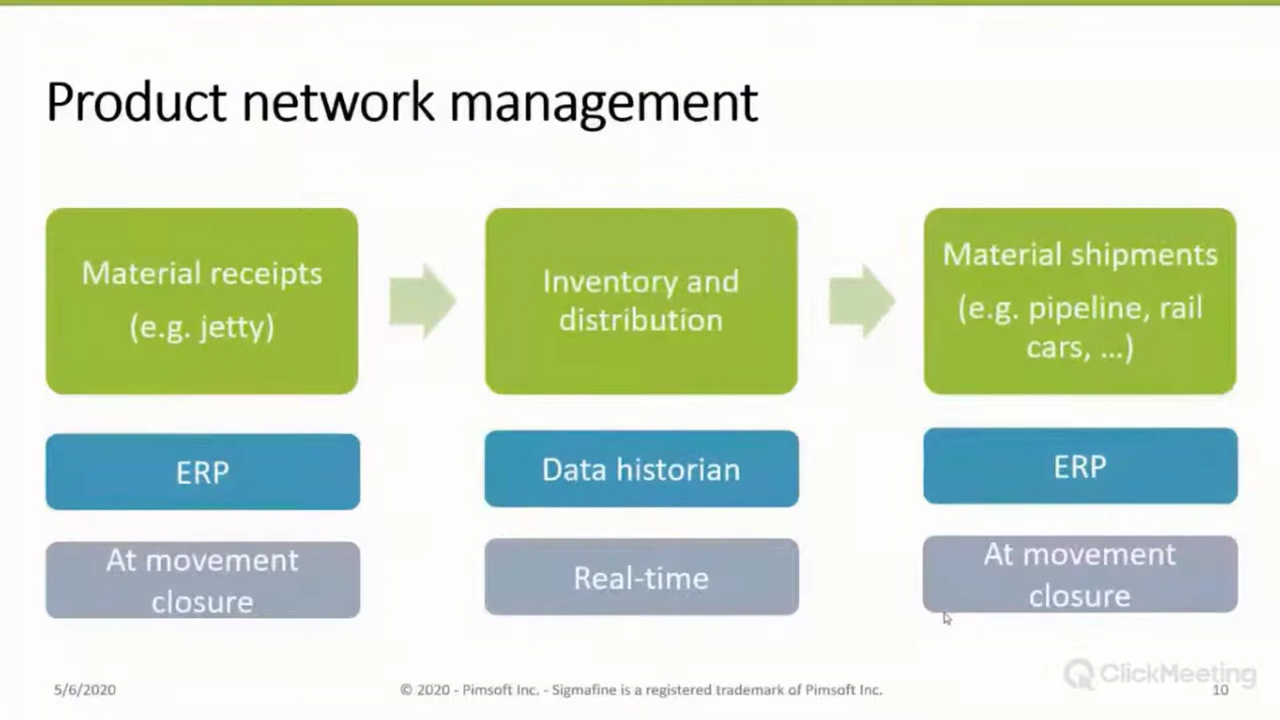 Product network management
Material receipts
(e.g. jetty)
Inventory and
distribution
Material shipments
(e.g. pipeline, rail
cars, ...)
ERP
Data historian
ERP
At movement
closure
Real-time
At movement
closure
ClickMeeting
5/6/2020
© 2020 - Pimsoft Inc. - Sigmafine is a registered trademark of Pimsoft Inc.
10